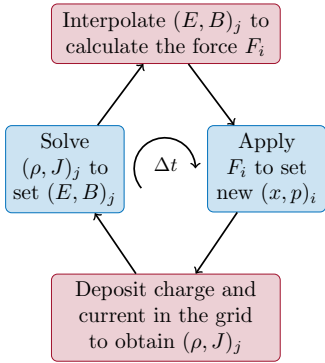 Interpolate (E, B)_j to
calculate the force F_i
Solve
(ρ, J)_j to
set (E, B)_j
Δt
Apply
F_i to set
new (x, p)_i
Deposit charge and
current in the grid
to obtain (ρ, J)_j